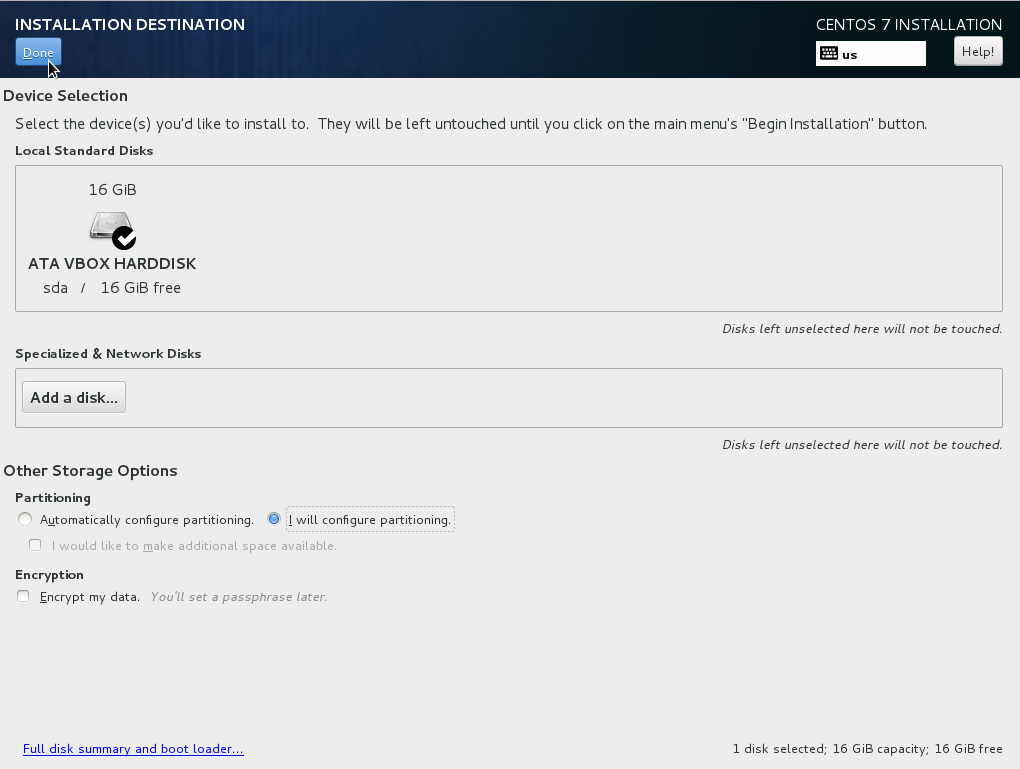 INSTALLATION DESTINATION
CENTOS 7 INSTALLATION
Done
us
Help!
Device Selection
Select the device(s) you'd like to install to.  They will be left untouched until you click on the main menu's "Begin Installation" button.
Local Standard Disks
16 GiB
ATA VBOX HARDDISK
sda / 16 GiB free
Disks left unselected here will not be touched.
Specialized & Network Disks
Add a disk...
Disks left unselected here will not be touched.
Other Storage Options
Partitioning
Automatically configure partitioning. I will configure partitioning.
I would like to make additional space available.
Encryption
Encrypt my data. You'll set a passphrase later.
Full disk summary and boot loader... 1 disk selected; 16 GiB capacity; 16 GiB free